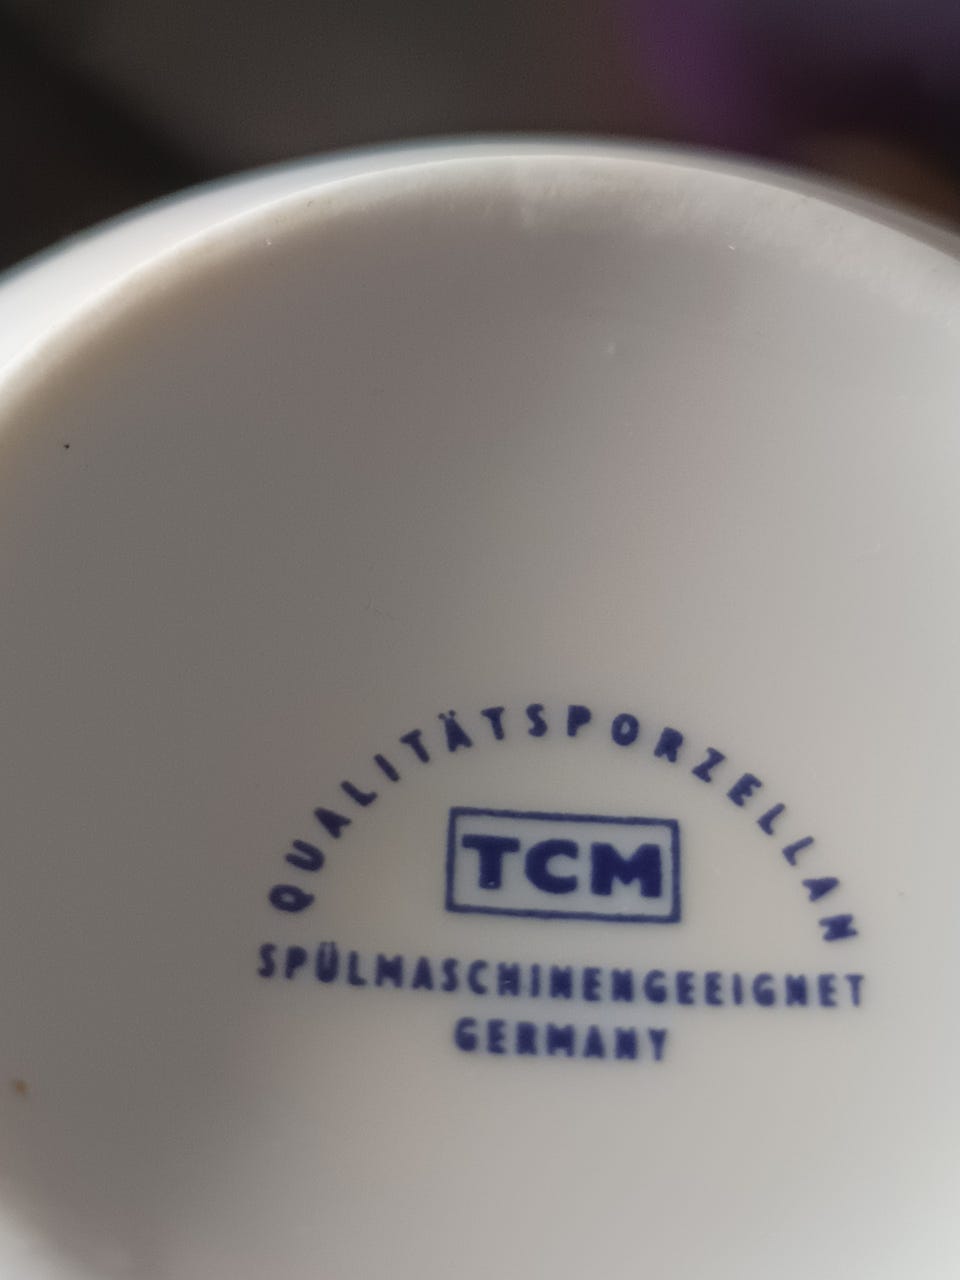 QUALITÄTSPORZELLAN
TCM
SPÜLMASCHINENGEEIGNET
GERMANY